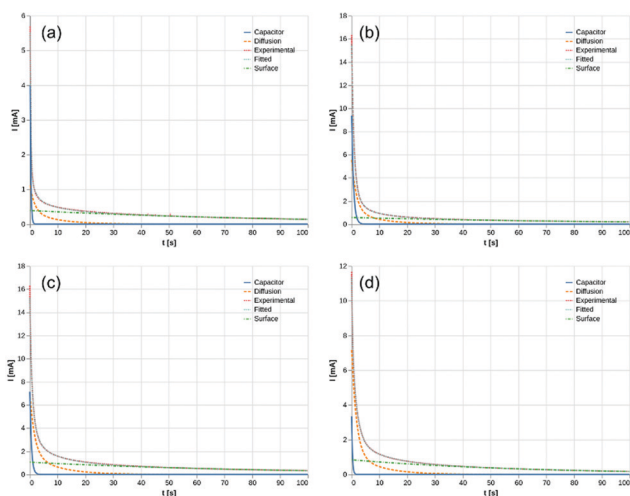 (a)
I [mA]
6
5
4
3
2
1
0
0 10 20 30 40 50 60 70 80 90 100
t [s]
Capacitor
Diffusion
Experimental
Fitted
Surface
(b)
I [mA]
18
16
14
12
10
8
6
4
2
0
0 10 20 30 40 50 60 70 80 90 100
t [s]
Capacitor
Diffusion
Experimental
Fitted
Surface
(c)
I [mA]
18
16
14
12
10
8
6
4
2
0
0 10 20 30 40 50 60 70 80 90 100
t [s]
Capacitor
Diffusion
Experimental
Fitted
Surface
(d)
I [mA]
12
10
8
6
4
2
0
0 10 20 30 40 50 60 70 80 90 100
t [s]
Capacitor
Diffusion
Experimental
Fitted
Surface